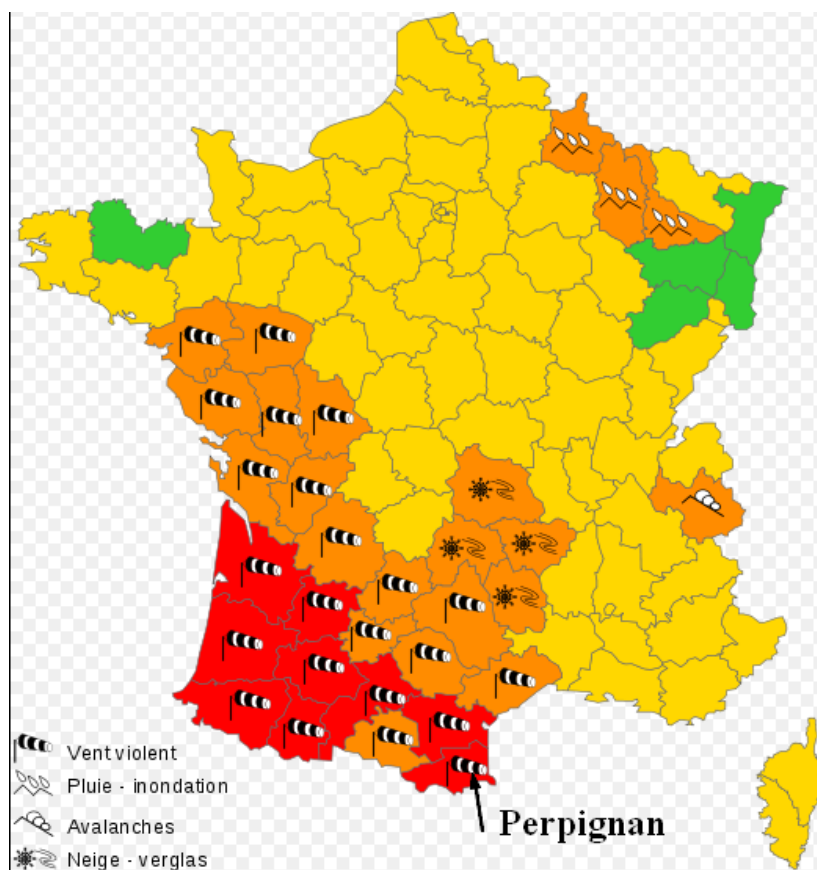 Vent violent
Pluie - inondation
Avalanches
Neige - verglas
Perpignan